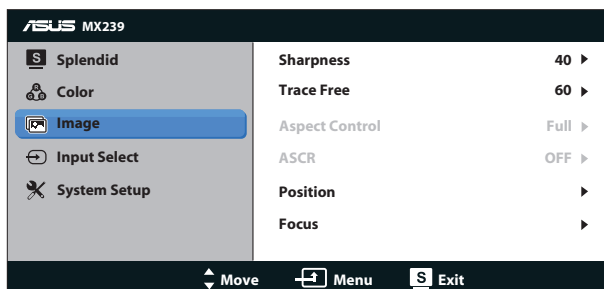 ASUS MX239
S Splendid
Color
Image
Input Select
System Setup
Sharpness 40
Trace Free 60
Aspect Control Full
ASCR OFF
Position
Focus
Move Menu S Exit